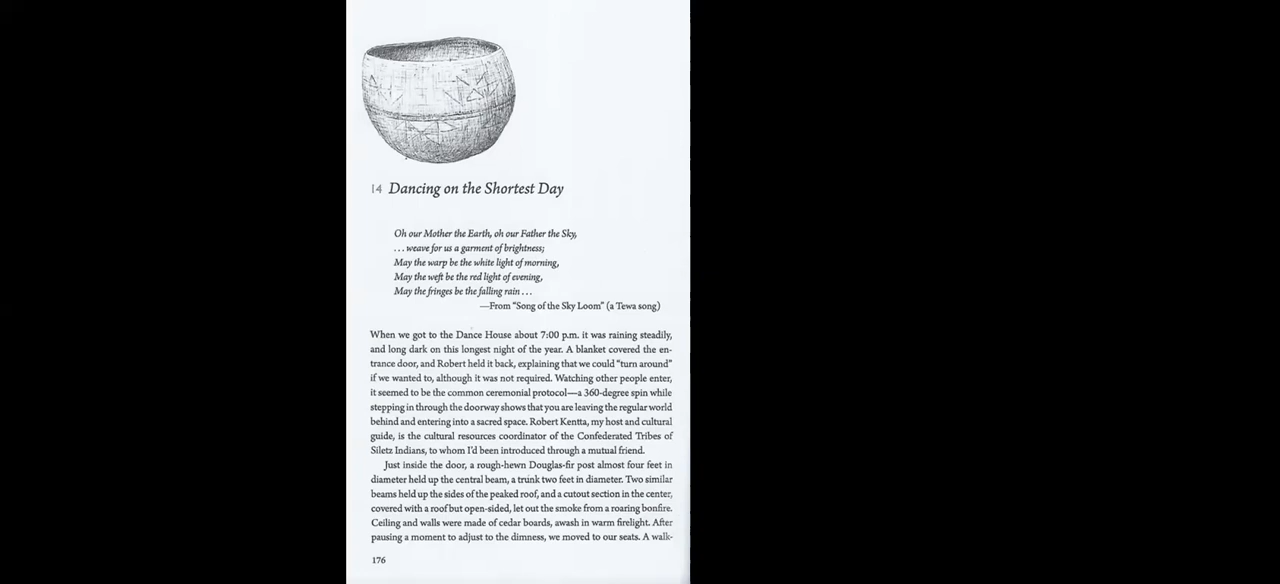 14 Dancing on the Shortest Day
Oh our Mother the Earth, oh our Father the Sky,
. . . weave for us a garment of brightness;
May the warp be the white light of morning,
May the weft be the red light of evening,
May the fringes be the falling rain . . .
—From “Song of the Sky Loom” (a Tewa song)
When we got to the Dance House about 7:00 p.m. it was raining steadily,
and long dark on this longest night of the year. A blanket covered the en-
trance door, and Robert held it back, explaining that we could “turn around”
if we wanted to, although it was not required. Watching other people enter,
it seemed to be the common ceremonial protocol—a 360-degree spin while
stepping in through the doorway shows that you are leaving the regular world
behind and entering into a sacred space. Robert Kentta, my host and cultural
guide, is the cultural resources coordinator of the Confederated Tribes of
Siletz Indians, to whom I’d been introduced through a mutual friend.
Just inside the door, a rough-hewn Douglas-fir post almost four feet in
diameter held up the central beam, a trunk two feet in diameter. Two similar
beams held up the sides of the peaked roof, and a cutout section in the center,
covered with a roof but open-sided, let out the smoke from a roaring bonfire.
Ceiling and walls were made of cedar boards, awash in warm firelight. After
pausing a moment to adjust to the dimness, we moved to our seats. A walk-
176